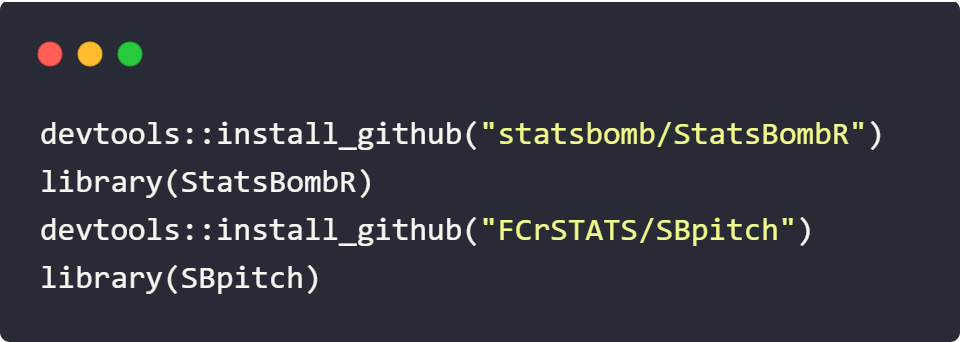 devtools::install_github("statsbomb/StatsBombR")
library(StatsBombR)
devtools::install_github("FCrSTATS/SBpitch")
library(SBpitch)